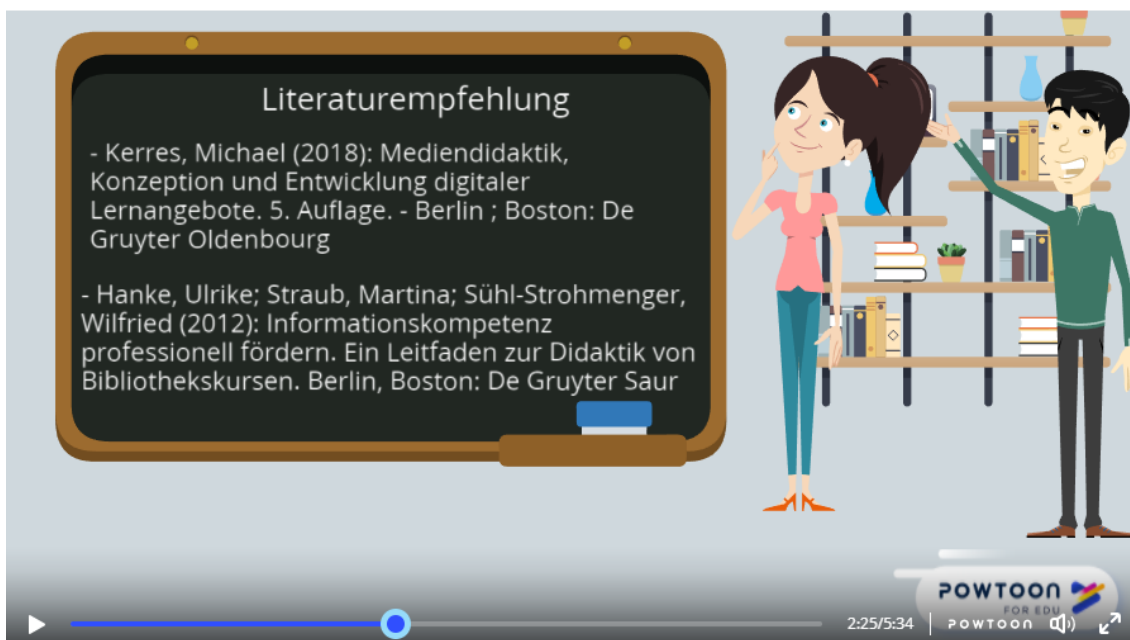 Literaturempfehlung
- Kerres, Michael (2018): Mediendidaktik,
Konzeption und Entwicklung digitaler
Lernangebote. 5. Auflage. - Berlin ; Boston: De
Gruyter Oldenbourg
- Hanke, Ulrike; Straub, Martina; Sühl-Strohmenger,
Wilfried (2012): Informationskompetenz
professionell fördern. Ein Leitfaden zur Didaktik von
Bibliothekskursen. Berlin, Boston: De Gruyter Saur
POWTOON
FOR EDU
2:25/5:34
POWTOON